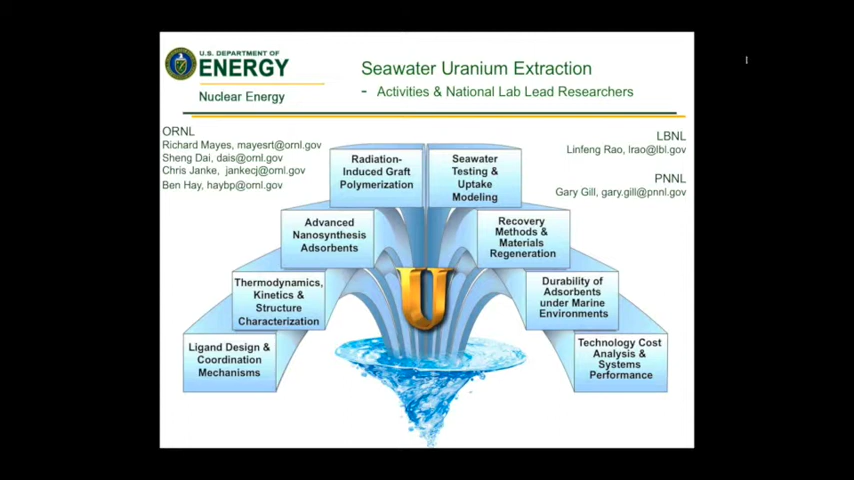 U.S. DEPARTMENT OF
ENERGY
Nuclear Energy
Seawater Uranium Extraction
- Activities & National Lab Lead Researchers
ORNL
Richard Mayes, mayesrt@ornl.gov
Sheng Dai, dais@ornl.gov
Chris Janke, jankecj@ornl.gov
Ben Hay, haybp@ornl.gov
LBNL
Linfeng Rao, lrao@lbl.gov
PNNL
Gary Gill, gary.gill@pnnl.gov
Radiation-
Induced Graft
Polymerization
Seawater
Testing &
Uptake
Modeling
Advanced
Nanosynthesis
Adsorbents
Recovery
Methods &
Materials
Regeneration
Thermodynamics,
Kinetics &
Structure
Characterization
U
Durability of
Adsorbents
under Marine
Environments
Ligand Design &
Coordination
Mechanisms
Technology Cost
Analysis &
Systems
Performance